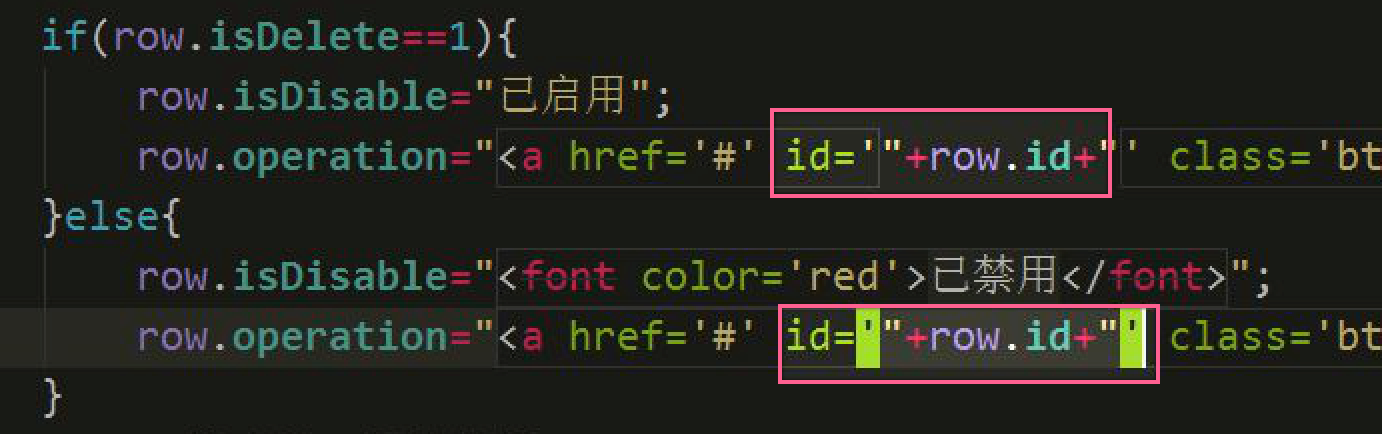 if(row.isDelete==1){
row.isDisable="已启用";
row.operation="<a href='#' id='"+row.id+"' class='bt
}else{
row.isDisable="<font color='red'>已禁用</font>";
row.operation="<a href='#' id='"+row.id+"' class='bt
}